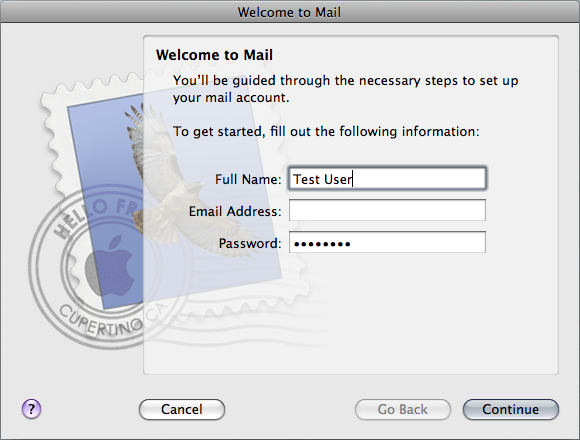 Welcome to Mail
Welcome to Mail
You'll be guided through the necessary steps to set up
your mail account.
To get started, fill out the following information:
Full Name: Test User
Email Address:
Password: ••••••••
HELLO FR
CUPERTINO CA
? Cancel Go Back Continue